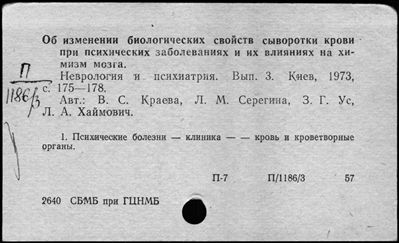 Об изменении биологических свойств сыворотки крови
при психических заболеваниях и их влияниях на хи-
мизм мозга.
П
1186/3
Неврология и психиатрия. Вып. 3. Киев, 1973,
с. 175—178.
Авт.: В. С. Краева, Л. М. Серегина, З. Г. Ус,
Л. А. Хаймович.
1. Психические болезни — клиника — — кровь и кроветворные
органы.
П-7 П/1186/3 57
2640 СБМБ при ГЦНМБ